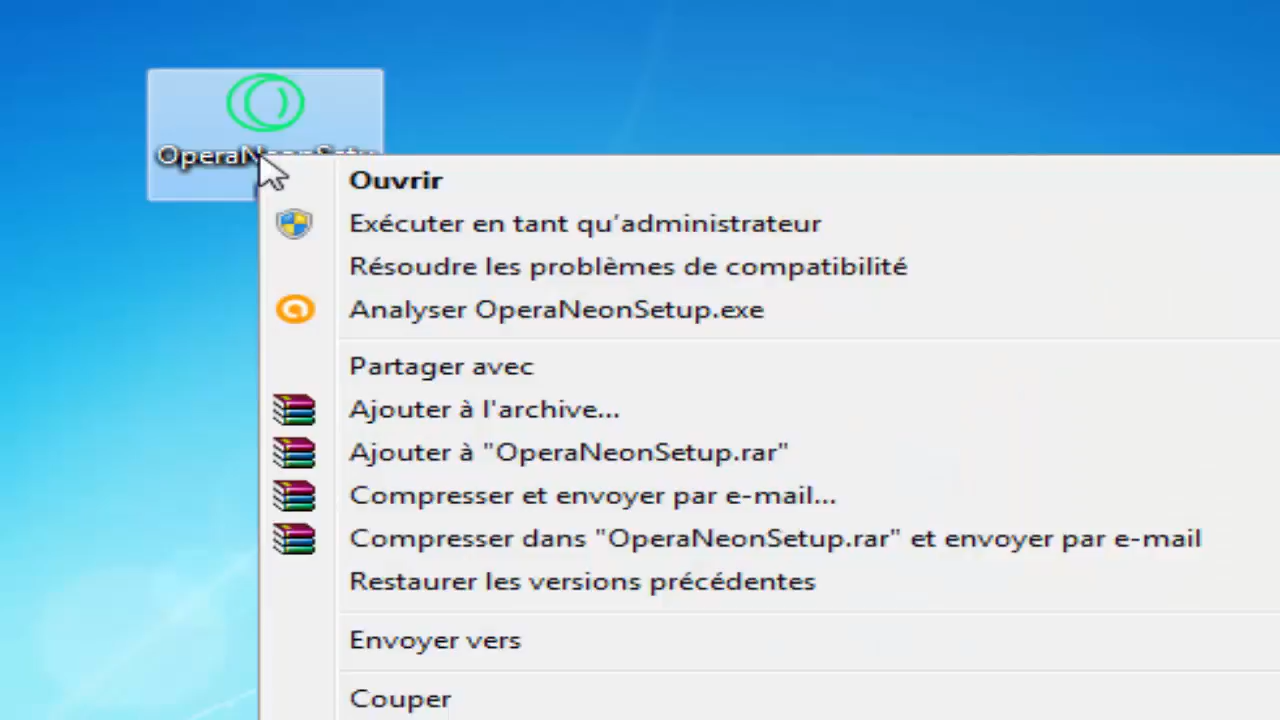 Ouvrir
Exécuter en tant qu'administrateur
Résoudre les problèmes de compatibilité
Analyser OperaNeonSetup.exe
Partager avec
Ajouter à l'archive...
Ajouter à "OperaNeonSetup.rar"
Compresser et envoyer par e-mail...
Compresser dans "OperaNeonSetup.rar" et envoyer par e-mail
Restaurer les versions précédentes
Envoyer vers
Couper